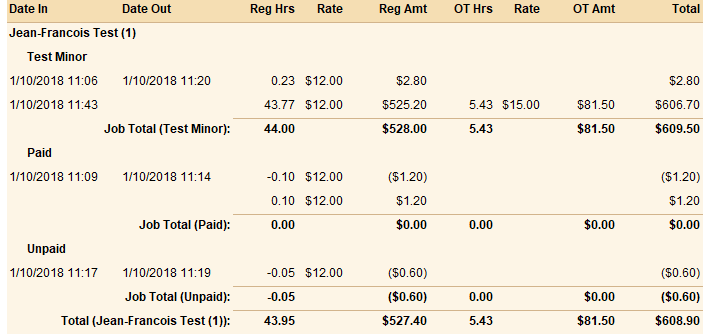 Date In Date Out Reg Hrs Rate Reg Amt OT Hrs Rate OT Amt Total
Jean-Francois Test (1)
Test Minor
1/10/2018 11:06 1/10/2018 11:20 0.23 $12.00 $2.80 $2.80
1/10/2018 11:43 43.77 $12.00 $525.20 5.43 $15.00 $81.50 $606.70
Job Total (Test Minor): 44.00 $528.00 5.43 $81.50 $609.50
Paid
1/10/2018 11:09 1/10/2018 11:14 -0.10 $12.00 ($1.20) ($1.20)
0.10 $12.00 $1.20 $1.20
Job Total (Paid): 0.00 $0.00 0.00 $0.00 $0.00
Unpaid
1/10/2018 11:17 1/10/2018 11:19 -0.05 $12.00 ($0.60) ($0.60)
Job Total (Unpaid): -0.05 ($0.60) 0.00 $0.00 ($0.60)
Total (Jean-Francois Test (1)): 43.95 $527.40 5.43 $81.50 $608.90